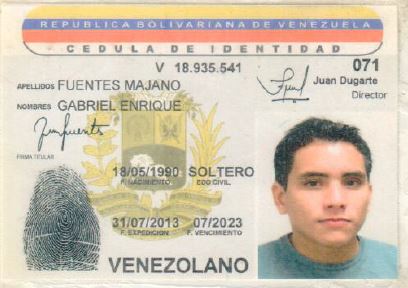 REPUBLICA BOLIVARIANA DE VENEZUELA
CEDULA DE IDENTIDAD
V 18.935.541
071
APELLIDOS FUENTES MAJANO
Juan Dugarte
Director
NOMBRES GABRIEL ENRIQUE
FIRMA TITULAR
18/05/1990 SOLTERO
F. NACIMIENTO EDO CIVIL
31/07/2013 07/2023
F. EXPEDICION F. VENCIMIENTO
VENEZOLANO